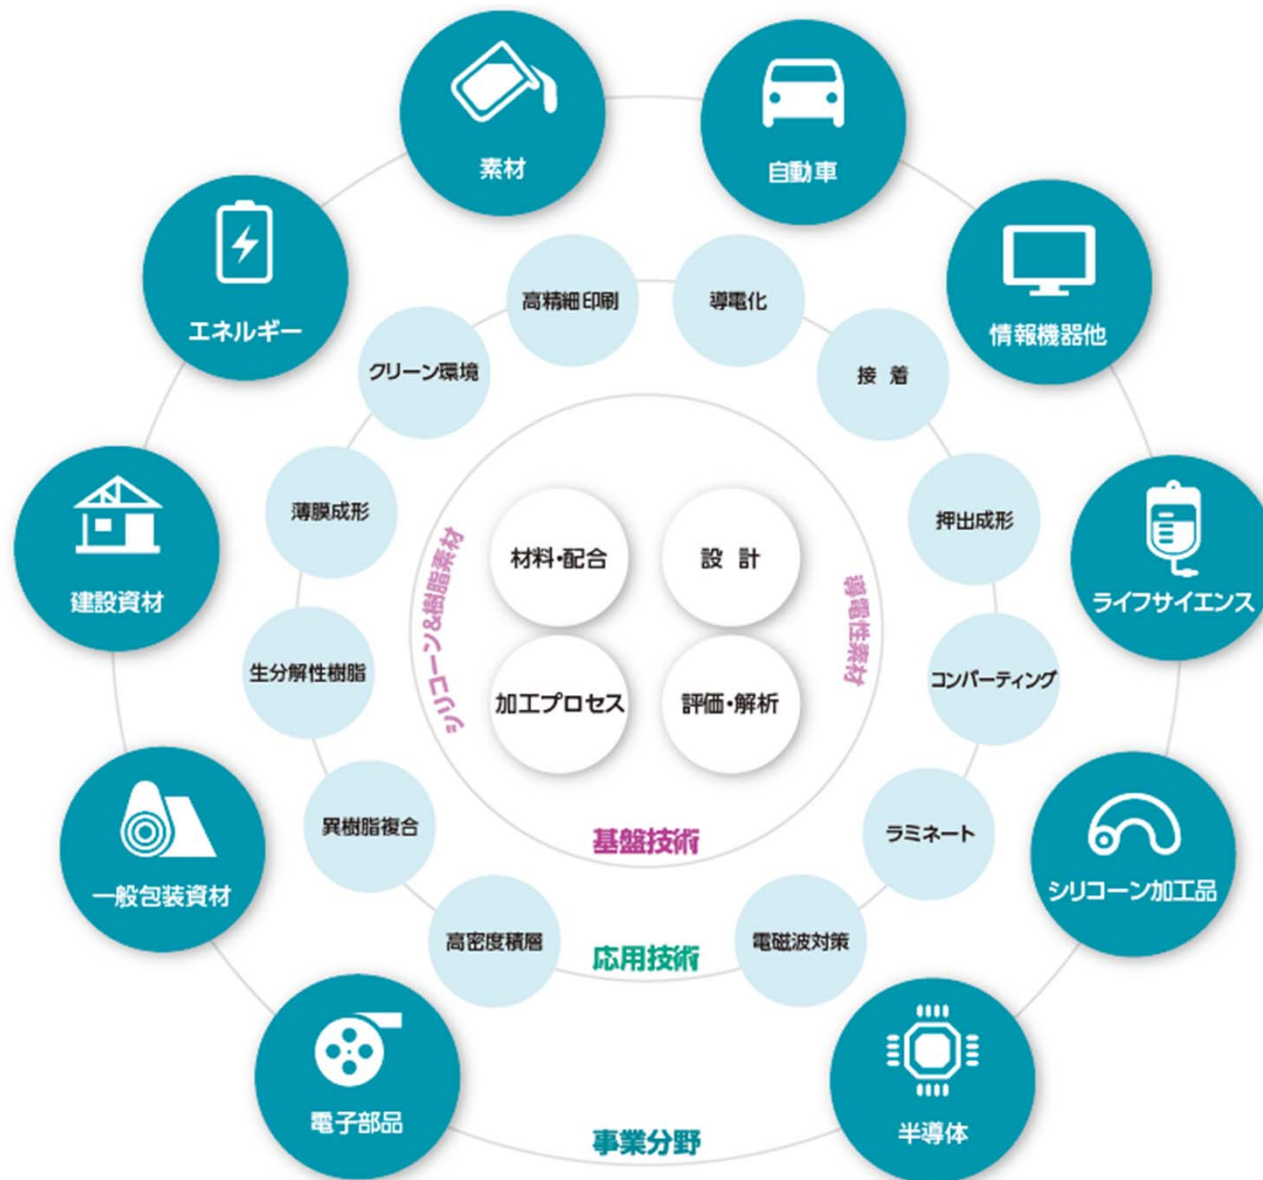 素材
自動車
エネルギー
情報機器他
高精細印刷
導電化
クリーン環境
接 着
薄膜成形
押出成形
シリコーン&樹脂素材
導電性素材
材料・配合
設 計
建設資材
ライフサイエンス
生分解性樹脂
コンバーティング
加工プロセス
評価・解析
異樹脂複合
ラミネート
基盤技術
一般包装資材
シリコーン加工品
高密度積層
電磁波対策
応用技術
電子部品
半導体
事業分野